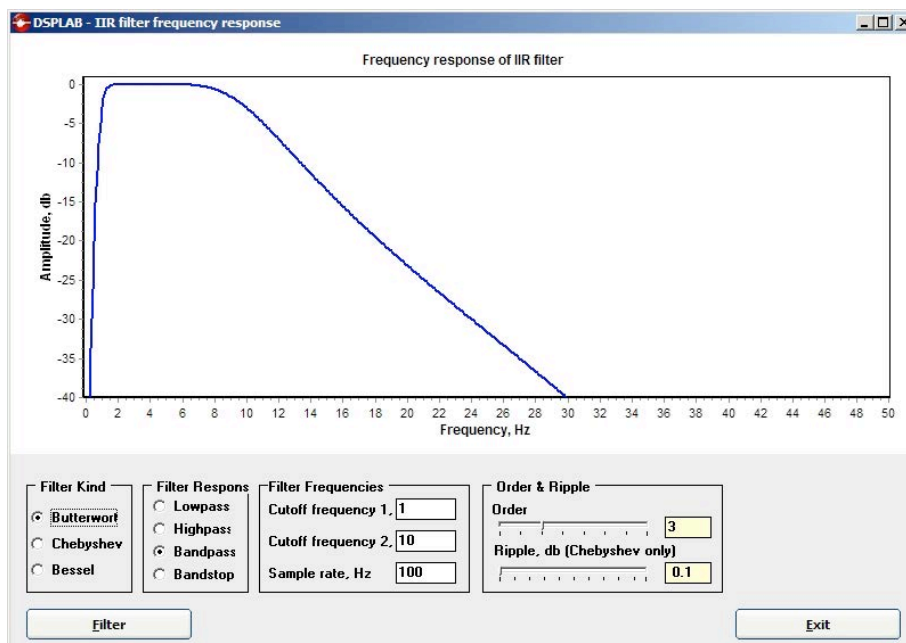 DSPLAB - IIR filter frequency response
Frequency response of IIR filter
Amplitude, db
0
-5
-10
-15
-20
-25
-30
-35
-40
0 2 4 6 8 10 12 14 16 18 20 22 24 26 28 30 32 34 36 38 40 42 44 46 48 50
Frequency, Hz
Filter Kind
Butterwort
Chebyshev
Bessel
Filter Respons
Lowpass
Highpass
Bandpass
Bandstop
Filter Frequencies
Cutoff frequency 1, 1
Cutoff frequency 2, 10
Sample rate, Hz 100
Order & Ripple
Order
3
Ripple, db (Chebyshev only)
0.1
Filter
Exit